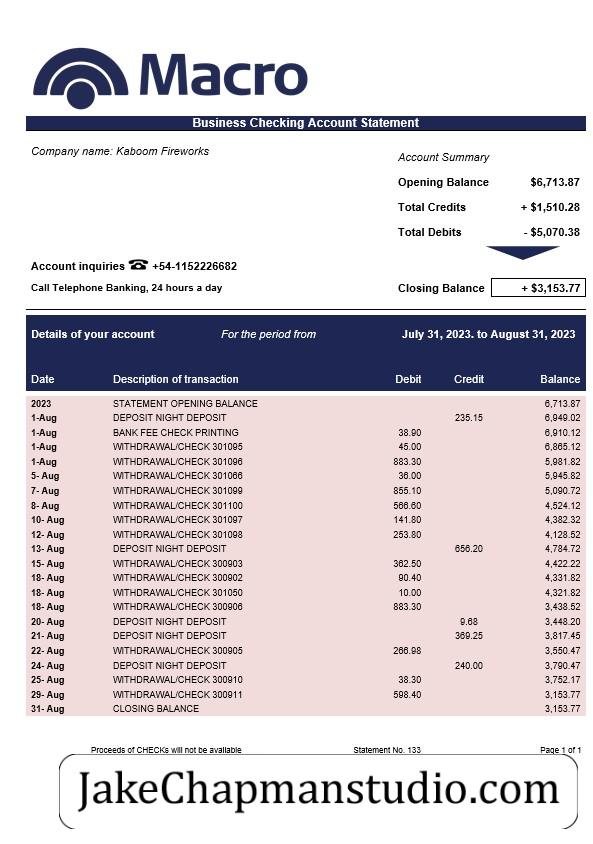 Macro
Business Checking Account Statement
Company name: Kaboom Fireworks
Account Summary
Opening Balance $6,713.87
Total Credits + $1,510.28
Total Debits - $5,070.38
Account inquiries ☎ +54-1152226682
Call Telephone Banking, 24 hours a day
Closing Balance + $3,153.77
Details of your account For the period from July 31, 2023. to August 31, 2023
Date Description of transaction Debit Credit Balance
2023 STATEMENT OPENING BALANCE 6,713.87
1-Aug DEPOSIT NIGHT DEPOSIT 235.15 6,949.02
1-Aug BANK FEE CHECK PRINTING 38.90 6,910.12
1-Aug WITHDRAWAL/CHECK 301095 45.00 6,865.12
1-Aug WITHDRAWAL/CHECK 301096 883.30 5,981.82
5- Aug WITHDRAWAL/CHECK 301066 36.00 5,945.82
7- Aug WITHDRAWAL/CHECK 301099 855.10 5,090.72
8- Aug WITHDRAWAL/CHECK 301100 566.60 4,524.12
10- Aug WITHDRAWAL/CHECK 301097 141.80 4,382.32
12- Aug WITHDRAWAL/CHECK 301098 253.80 4,128.52
13- Aug DEPOSIT NIGHT DEPOSIT 656.20 4,784.72
15- Aug WITHDRAWAL/CHECK 300903 362.50 4,422.22
18- Aug WITHDRAWAL/CHECK 300902 90.40 4,331.82
18- Aug WITHDRAWAL/CHECK 301050 10.00 4,321.82
18- Aug WITHDRAWAL/CHECK 300906 883.30 3,438.52
20- Aug DEPOSIT NIGHT DEPOSIT 9.68 3,448.20
21- Aug DEPOSIT NIGHT DEPOSIT 369.25 3,817.45
22- Aug WITHDRAWAL/CHECK 300905 266.98 3,550.47
24- Aug DEPOSIT NIGHT DEPOSIT 240.00 3,790.47
25- Aug WITHDRAWAL/CHECK 300910 38.30 3,752.17
29- Aug WITHDRAWAL/CHECK 300911 598.40 3,153.77
31- Aug CLOSING BALANCE 3,153.77
Proceeds of CHECKs will not be available Statement No. 133 Page 1 of 1
JakeChapmanstudio.com